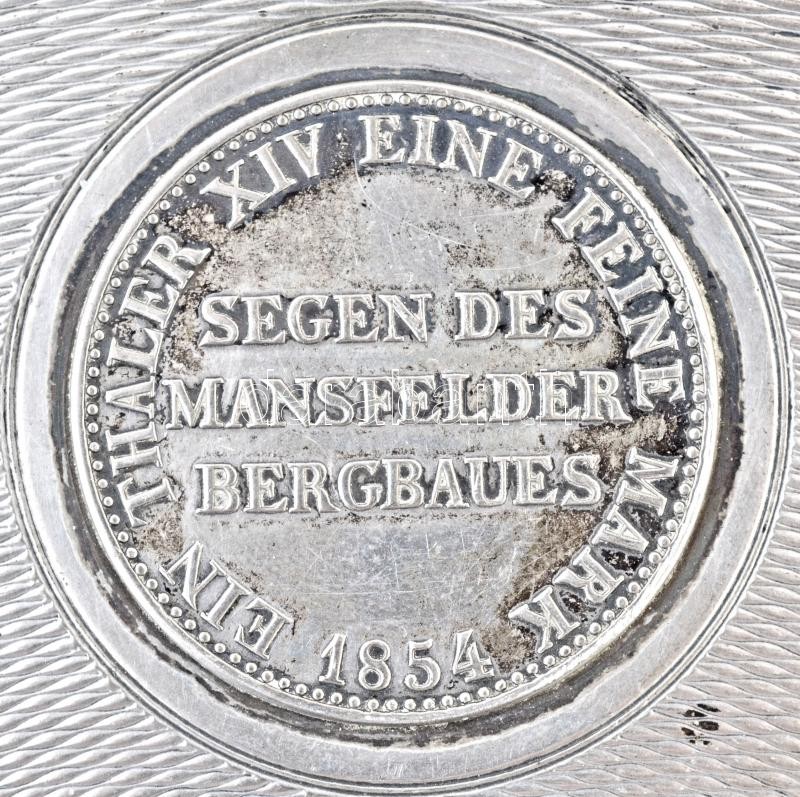 EIN THALER XIV EINE FEINE MARK
SEGEN DES
MANSFELDER
BERGBAUES
1854